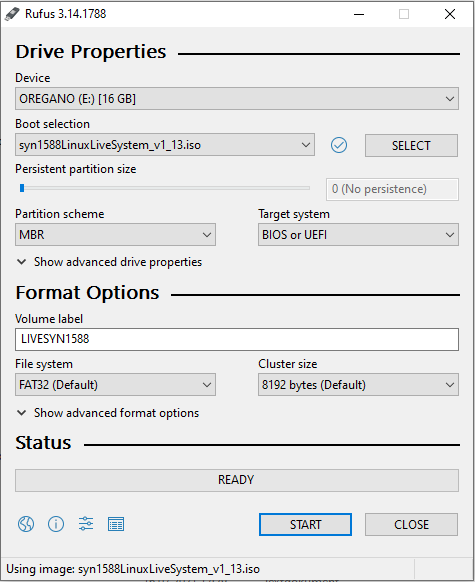 Rufus 3.14.1788
Drive Properties
Device
OREGANO (E:) [16 GB]
Boot selection
syn1588LinuxLiveSystem_v1_13.iso
SELECT
Persistent partition size
0 (No persistence)
Partition scheme
Target system
MBR
BIOS or UEFI
Show advanced drive properties
Format Options
Volume label
LIVESYN1588
File system
Cluster size
FAT32 (Default)
8192 bytes (Default)
Show advanced format options
Status
READY
START
CLOSE
Using image: syn1588LinuxLiveSystem_v1_13.iso